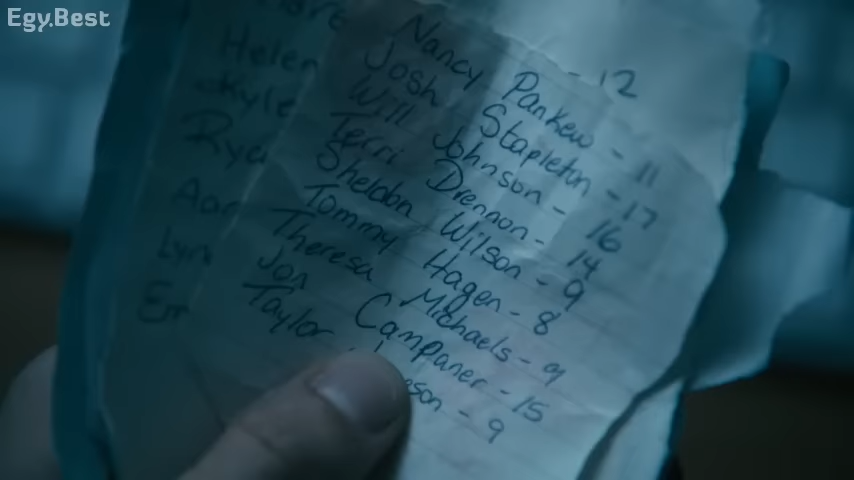 Egy.Best
- 12
Nancy Pankew - 11
Josh Stapleton - 17
Will Johnson - 16
Terri Drennon - 14
Sheldon Wilson - 9
Tommy Hagen - 8
Theresa Michaels - 9
Jon Campaner - 15
Taylor - 9
Helen
Kyle